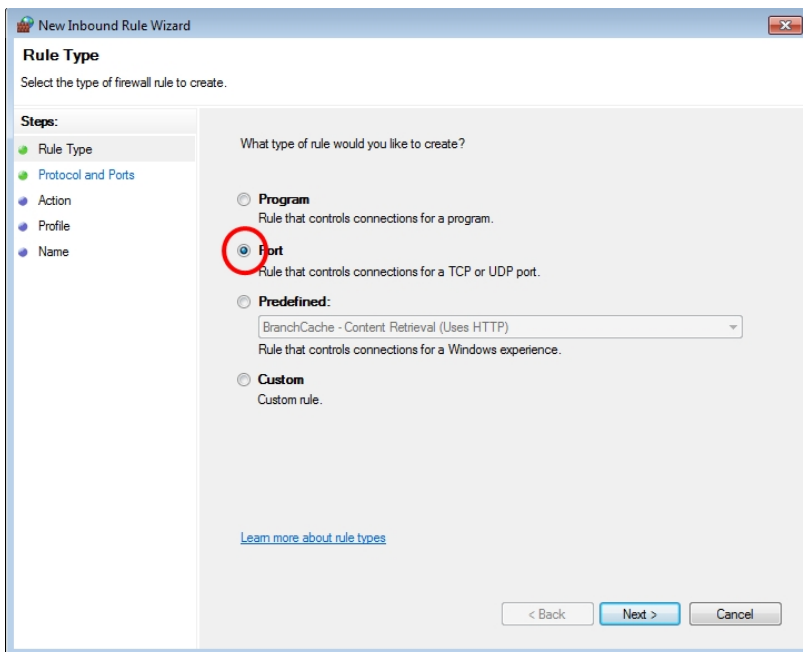 New Inbound Rule Wizard
Rule Type
Select the type of firewall rule to create.
Steps:
Rule Type
Protocol and Ports
Action
Profile
Name
What type of rule would you like to create?
Program
Rule that controls connections for a program.
Port
Rule that controls connections for a TCP or UDP port.
Predefined:
BranchCache - Content Retrieval (Uses HTTP)
Rule that controls connections for a Windows experience.
Custom
Custom rule.
Learn more about rule types
< Back Next > Cancel